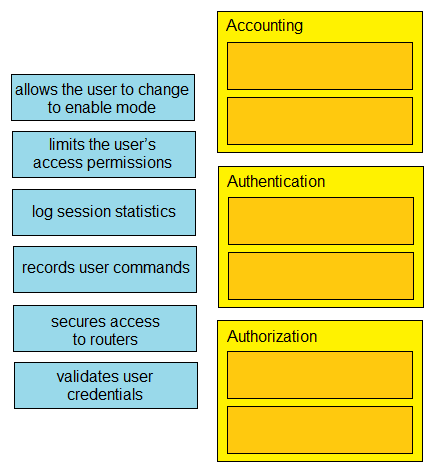 allows the user to change
to enable mode
limits the user's
access permissions
log session statistics
records user commands
secures access
to routers
validates user
credentials
Accounting
Authentication
Authorization